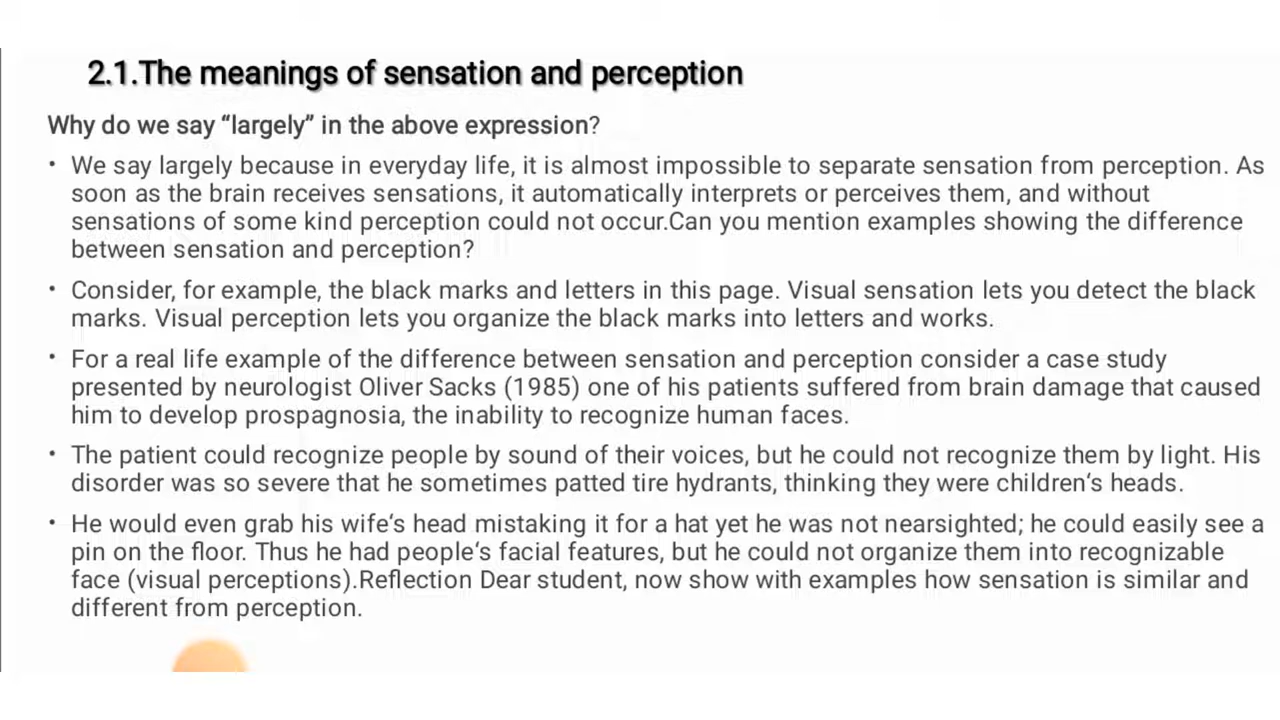 2.1.The meanings of sensation and perception
Why do we say “largely” in the above expression?
• We say largely because in everyday life, it is almost impossible to separate sensation from perception. As
soon as the brain receives sensations, it automatically interprets or perceives them, and without
sensations of some kind perception could not occur.Can you mention examples showing the difference
between sensation and perception?
• Consider, for example, the black marks and letters in this page. Visual sensation lets you detect the black
marks. Visual perception lets you organize the black marks into letters and works.
• For a real life example of the difference between sensation and perception consider a case study
presented by neurologist Oliver Sacks (1985) one of his patients suffered from brain damage that caused
him to develop prospagnosia, the inability to recognize human faces.
• The patient could recognize people by sound of their voices, but he could not recognize them by light. His
disorder was so severe that he sometimes patted tire hydrants, thinking they were children‘s heads.
• He would even grab his wife‘s head mistaking it for a hat yet he was not nearsighted; he could easily see a
pin on the floor. Thus he had people‘s facial features, but he could not organize them into recognizable
face (visual perceptions).Reflection Dear student, now show with examples how sensation is similar and
different from perception.